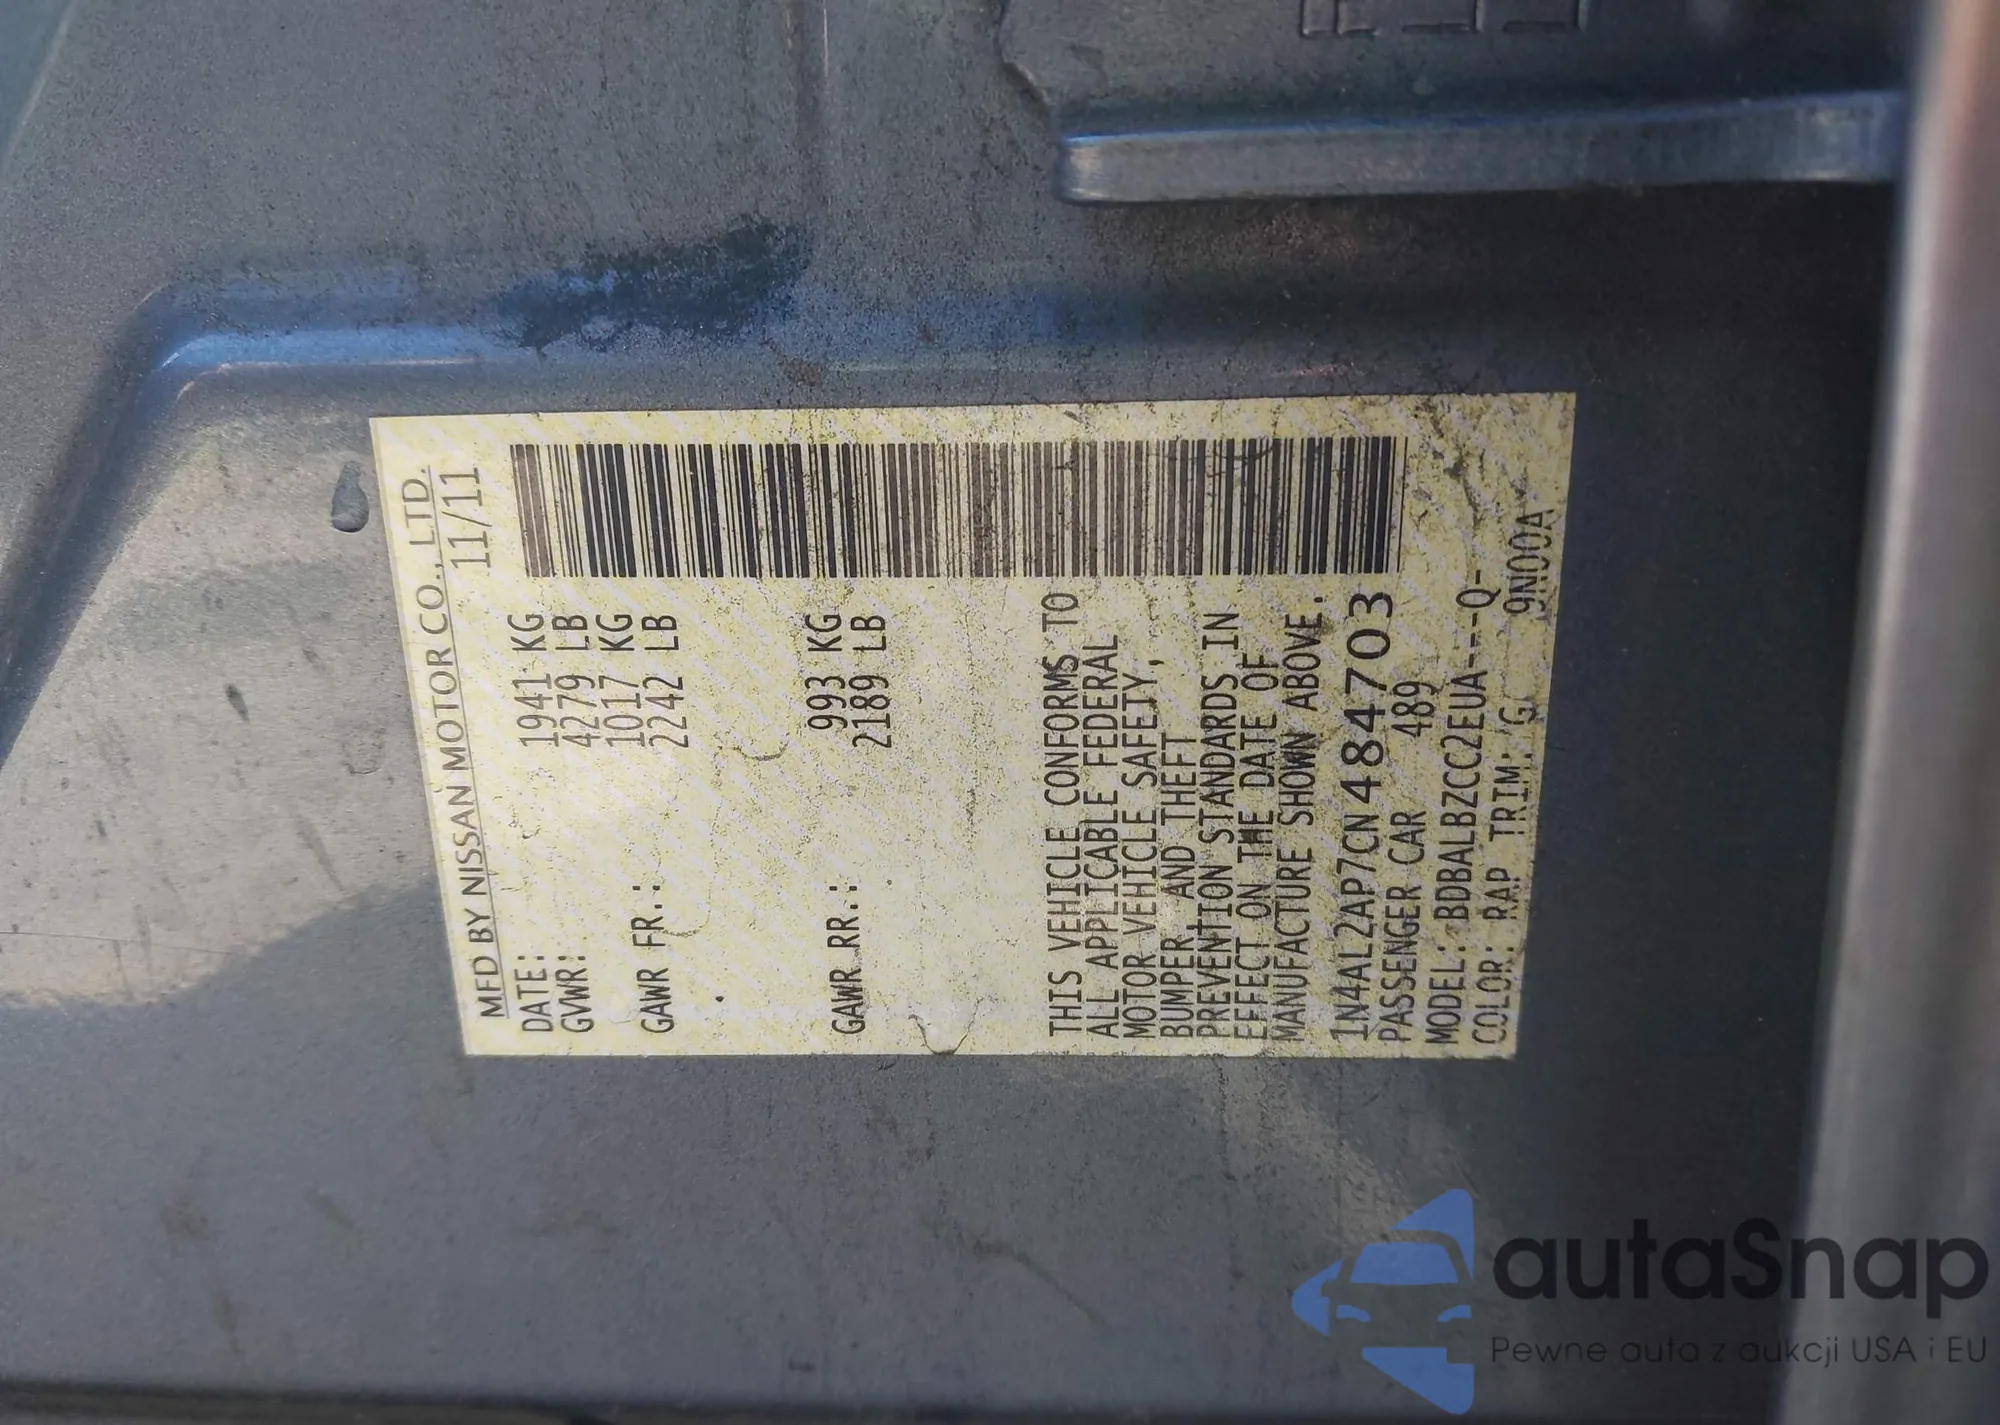 MFD BY NISSAN MOTOR CO., LTD.
DATE: 11/11
GVWR: 1941 KG
4279 LB
GAWR FR.: 1017 KG
2242 LB
GAWR RR.: 993 KG
2189 LB
THIS VEHICLE CONFORMS TO
ALL APPLICABLE FEDERAL
MOTOR VEHICLE SAFETY,
BUMPER, AND THEFT
PREVENTION STANDARDS IN
EFFECT ON THE DATE OF
MANUFACTURE SHOWN ABOVE.
1N4AL2AP7CN484703
PASSENGER CAR 489
MODEL: BDBALBZCC2EUA----Q-
COLOR: RAP TRIM: G 9N00A
autaSnap
Pewne auta z aukcji USA i EU